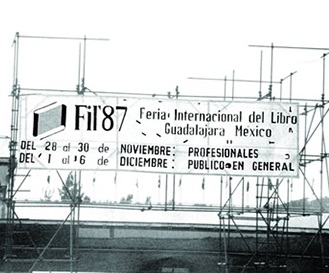 Fil'87 Feria Internacional del Libro
Guadalajara Mexico
DEL 28 al 30 de NOVIEMBRE: PROFESIONALES
DEL 1 al 6 de DICIEMBRE: PUBLICO EN GENERAL